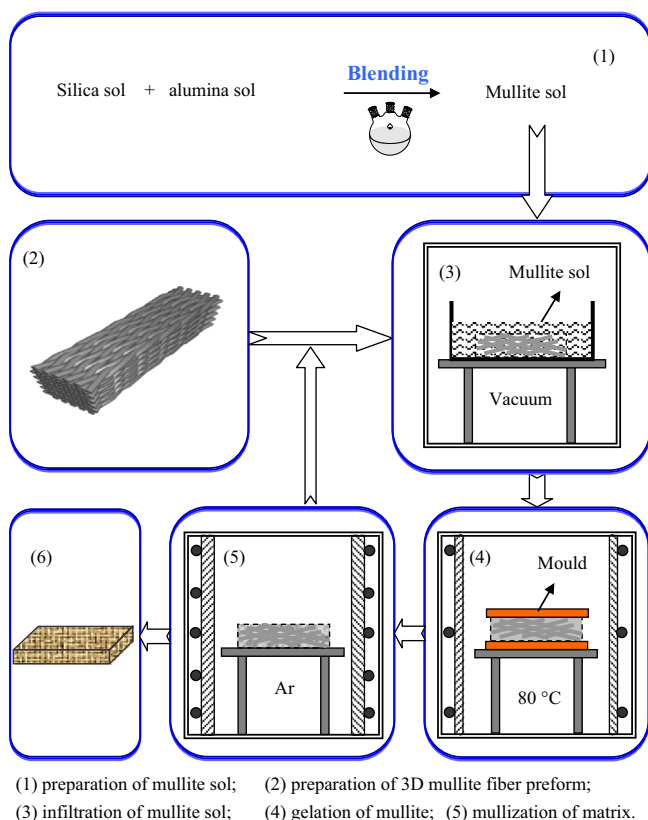 (1)
Blending
Silica sol + alumina sol
Mullite sol
(2)
(3)
Mullite sol
Vacuum
(4)
Mould
80 °C
(5)
Ar
(6)
(1) preparation of mullite sol; (2) preparation of 3D mullite fiber preform;
(3) infiltration of mullite sol; (4) gelation of mullite; (5) mullization of matrix.